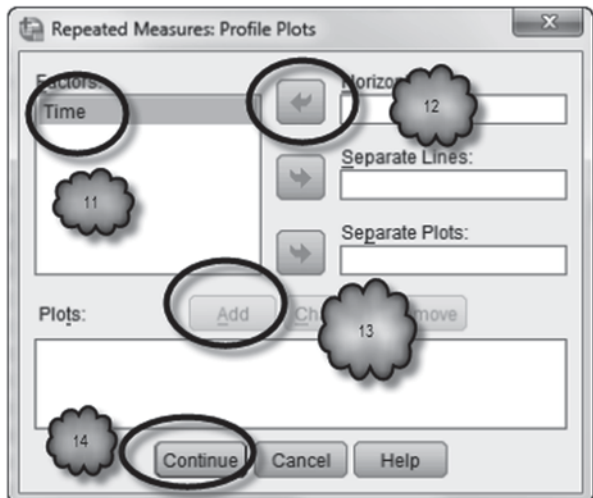 Repeated Measures: Profile Plots
Factors:
Time
12
Separate Lines:
11
Separate Plots:
Plots:
Add
13
14
Continue
Cancel
Help